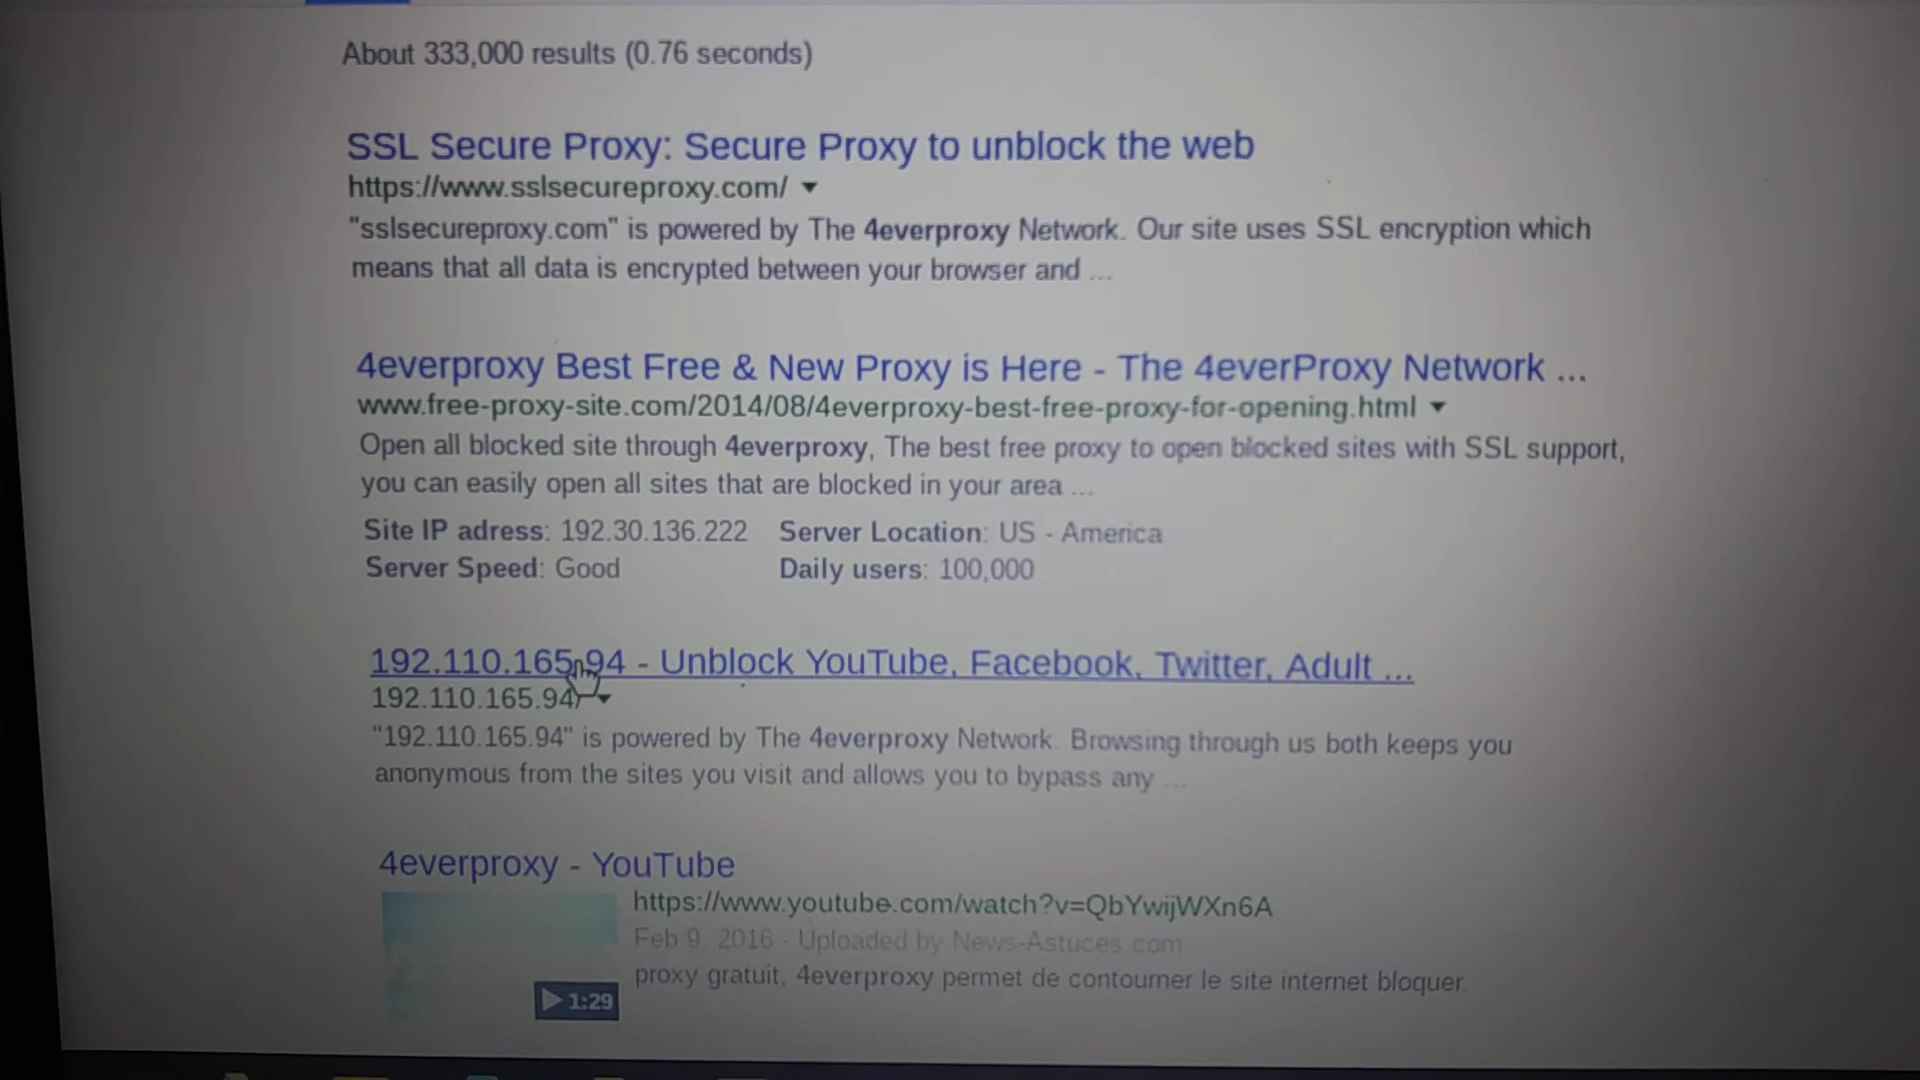 About 333,000 results (0.76 seconds)
SSL Secure Proxy: Secure Proxy to unblock the web
https://www.sslsecureproxy.com/
"sslsecureproxy.com" is powered by The 4everproxy Network. Our site uses SSL encryption which
means that all data is encrypted between your browser and ...
4everproxy Best Free & New Proxy is Here - The 4everProxy Network ...
www.free-proxy-site.com/2014/08/4everproxy-best-free-proxy-for-opening.html
Open all blocked site through 4everproxy, The best free proxy to open blocked sites with SSL support,
you can easily open all sites that are blocked in your area ...
Site IP adress: 192.30.136.222 Server Location: US - America
Server Speed: Good Daily users: 100,000
192.110.165.94 - Unblock YouTube, Facebook, Twitter, Adult ...
192.110.165.94/
"192.110.165.94" is powered by The 4everproxy Network. Browsing through us both keeps you
anonymous from the sites you visit and allows you to bypass any ...
4everproxy - YouTube
https://www.youtube.com/watch?v=QbYwijWXn6A
Feb 9, 2016 - Uploaded by News-Astuces.com
proxy gratuit, 4everproxy permet de contourner le site internet bloquer.
1:29